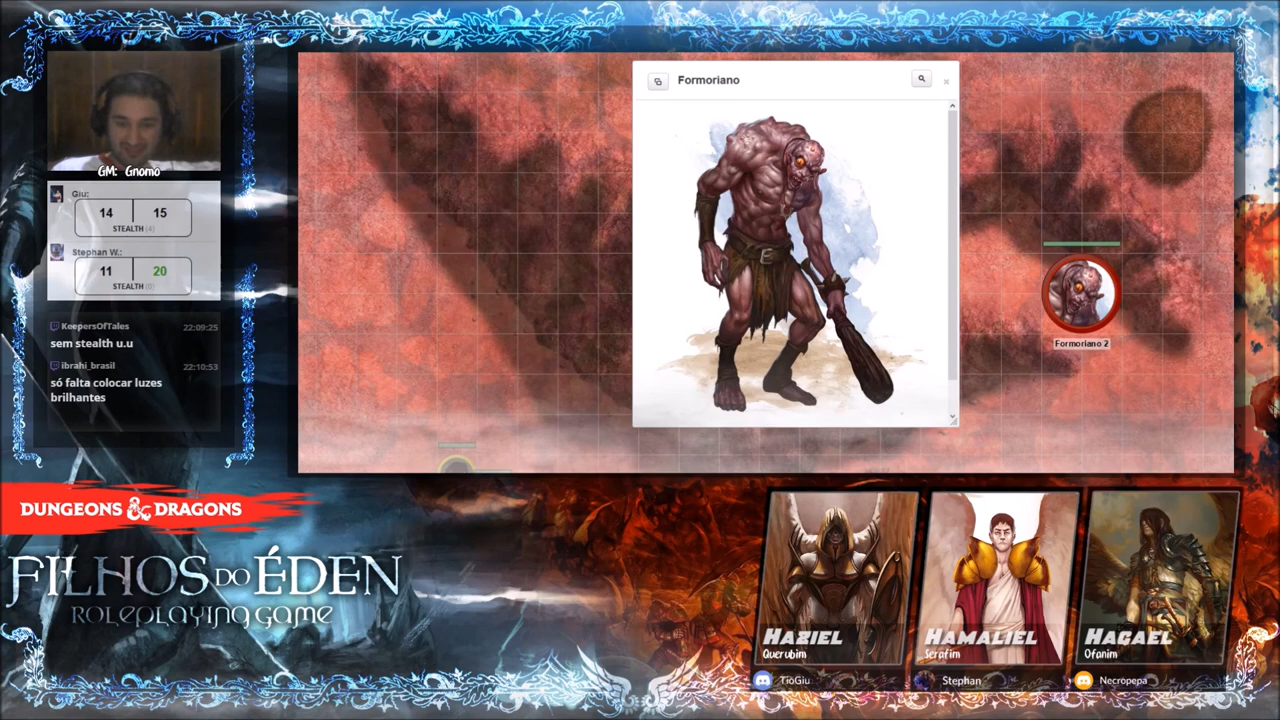 GM: Gnomo
Giu:
14 15
STEALTH (4)
Stephan W.:
11 20
STEALTH (0)
KeepersOfTales 22:09:25
sem stealth u.u
ibrahi_brasil 22:10:53
só falta colocar luzes
brilhantes
Formoriano
Formoriano 2
DUNGEONS & DRAGONS
FILHOS DO ÉDEN
ROLEPLAYING GAME
HAZIEL
Querubim
TioGiu
HAMALIEL
Serafim
Stephan
HAGAEL
Ofanim
Necropepa